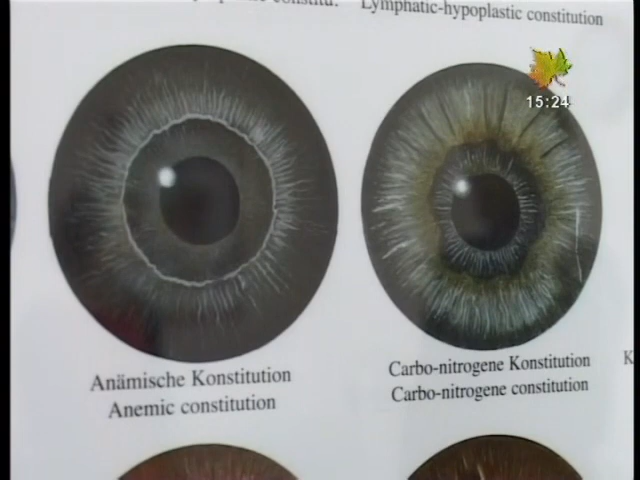 Lymphatic-hypoplastic constitution
15:24
Anämische Konstitution
Anemic constitution
Carbo-nitrogene Konstitution
Carbo-nitrogene constitution
K